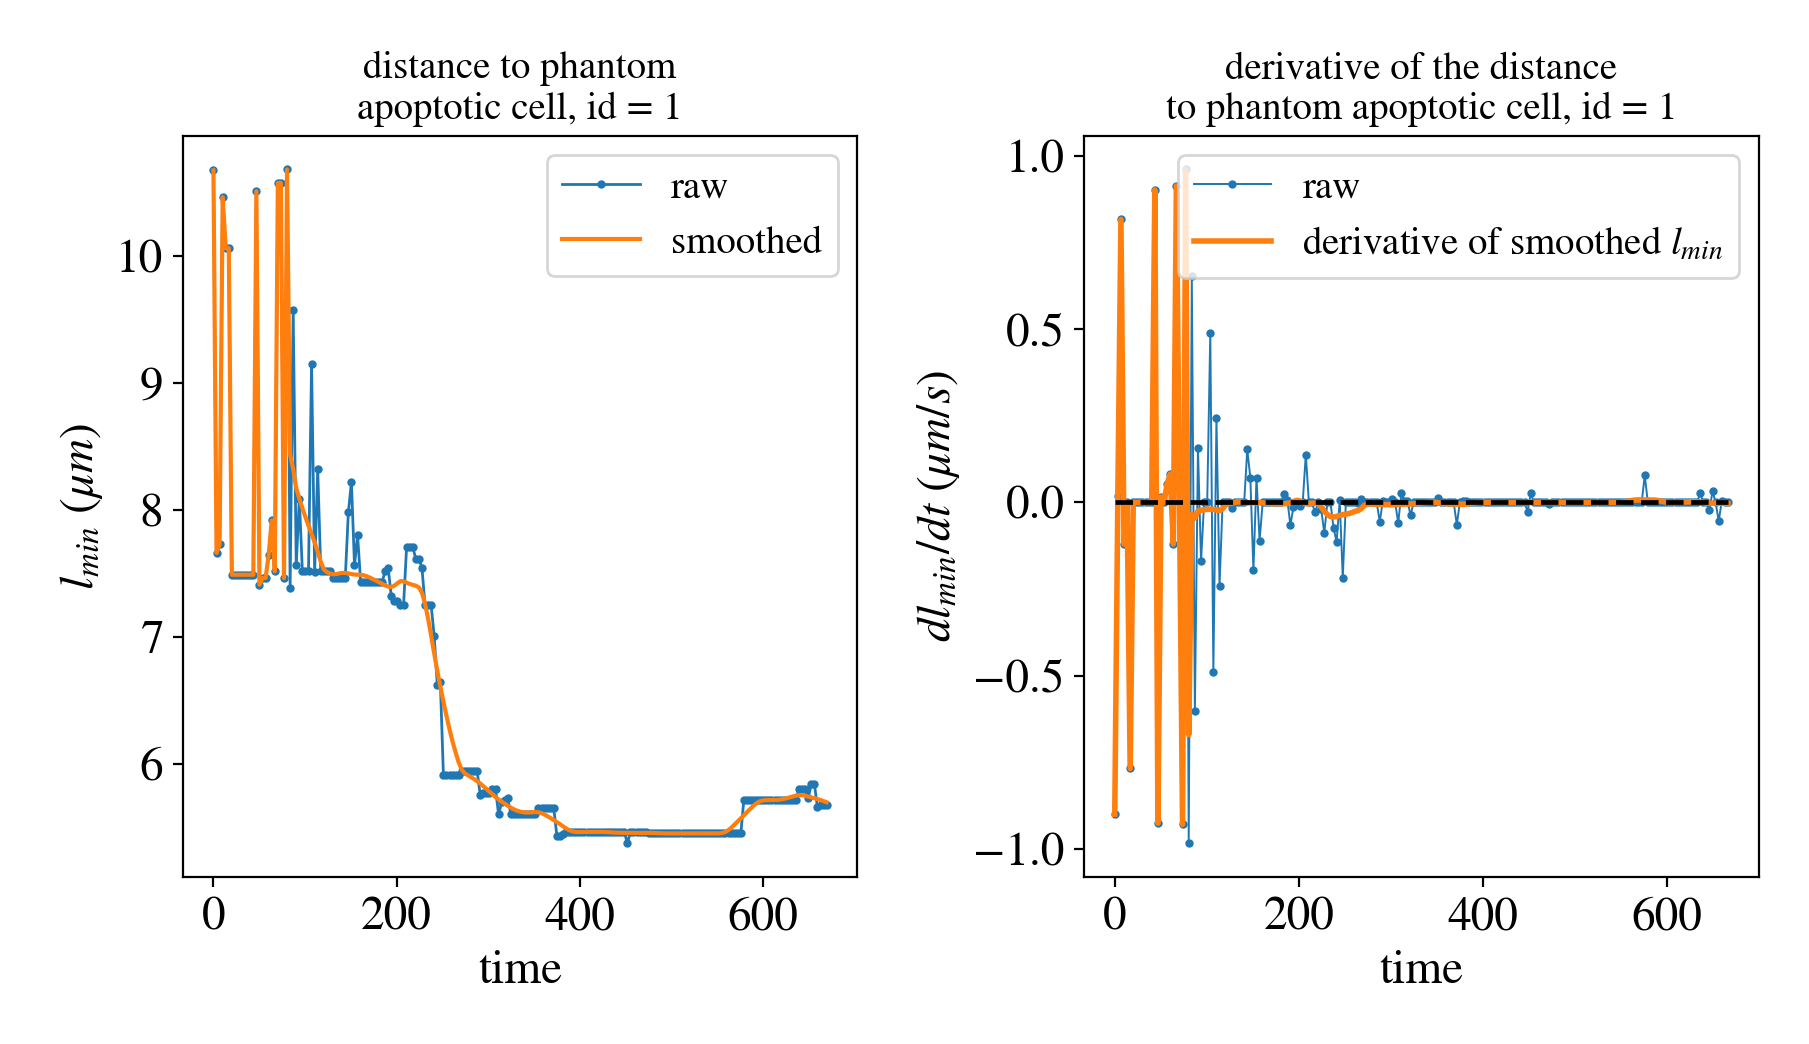 distance to phantom
apoptotic cell, id = 1
raw
smoothed
10
9
8
7
6
l_min (μm)
0 200 400 600
time
derivative of the distance
to phantom apoptotic cell, id = 1
raw
derivative of smoothed l_min
1.0
0.5
0.0
−0.5
−1.0
dl_min/dt (μm/s)
0 200 400 600
time